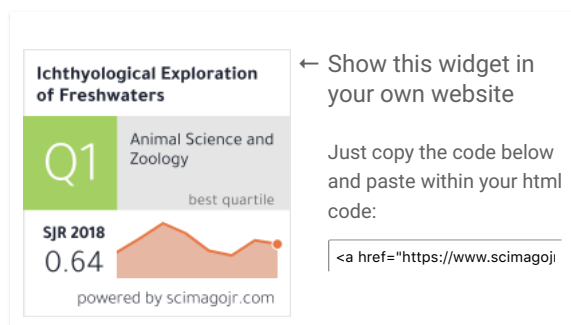 Ichthyological Exploration
of Freshwaters
Q1
Animal Science and
Zoology
best quartile
SJR 2018
0.64
powered by scimagojr.com
← Show this widget in
your own website
Just copy the code below
and paste within your html
code:
<a href="https://www.scimagoj